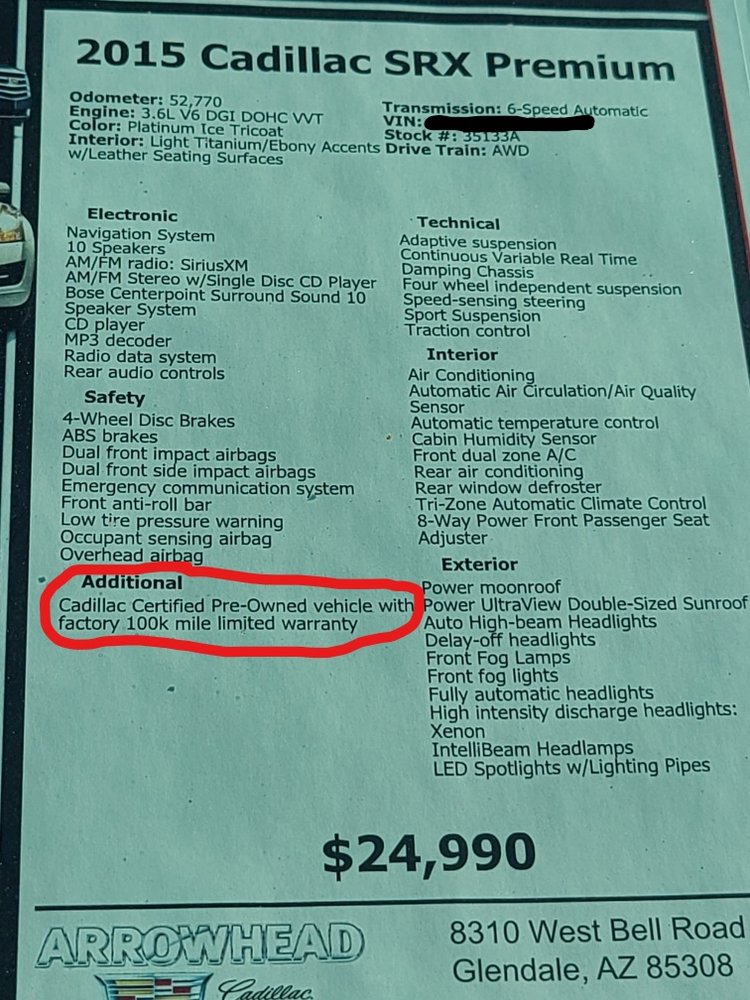 2015 Cadillac SRX Premium
Odometer: 52,770
Engine: 3.6L V6 DGI DOHC VVT
Color: Platinum Ice Tricoat
Interior: Light Titanium/Ebony Accents
w/Leather Seating Surfaces
Transmission: 6-Speed Automatic
VIN:
Stock #: 35133A
Drive Train: AWD
Electronic
Navigation System
10 Speakers
AM/FM radio: SiriusXM
AM/FM Stereo w/Single Disc CD Player
Bose Centerpoint Surround Sound 10
Speaker System
CD player
MP3 decoder
Radio data system
Rear audio controls
Safety
4-Wheel Disc Brakes
ABS brakes
Dual front impact airbags
Dual front side impact airbags
Emergency communication system
Front anti-roll bar
Low tire pressure warning
Occupant sensing airbag
Overhead airbag
Additional
Cadillac Certified Pre-Owned vehicle with
factory 100k mile limited warranty
Technical
Adaptive suspension
Continuous Variable Real Time
Damping Chassis
Four wheel independent suspension
Speed-sensing steering
Sport Suspension
Traction control
Interior
Air Conditioning
Automatic Air Circulation/Air Quality
Sensor
Automatic temperature control
Cabin Humidity Sensor
Front dual zone A/C
Rear air conditioning
Rear window defroster
Tri-Zone Automatic Climate Control
8-Way Power Front Passenger Seat
Adjuster
Exterior
Power moonroof
Power UltraView Double-Sized Sunroof
Auto High-beam Headlights
Delay-off headlights
Front Fog Lamps
Front fog lights
Fully automatic headlights
High intensity discharge headlights:
Xenon
IntelliBeam Headlamps
LED Spotlights w/Lighting Pipes
$24,990
ARROWHEAD
Cadillac
8310 West Bell Road
Glendale, AZ 85308